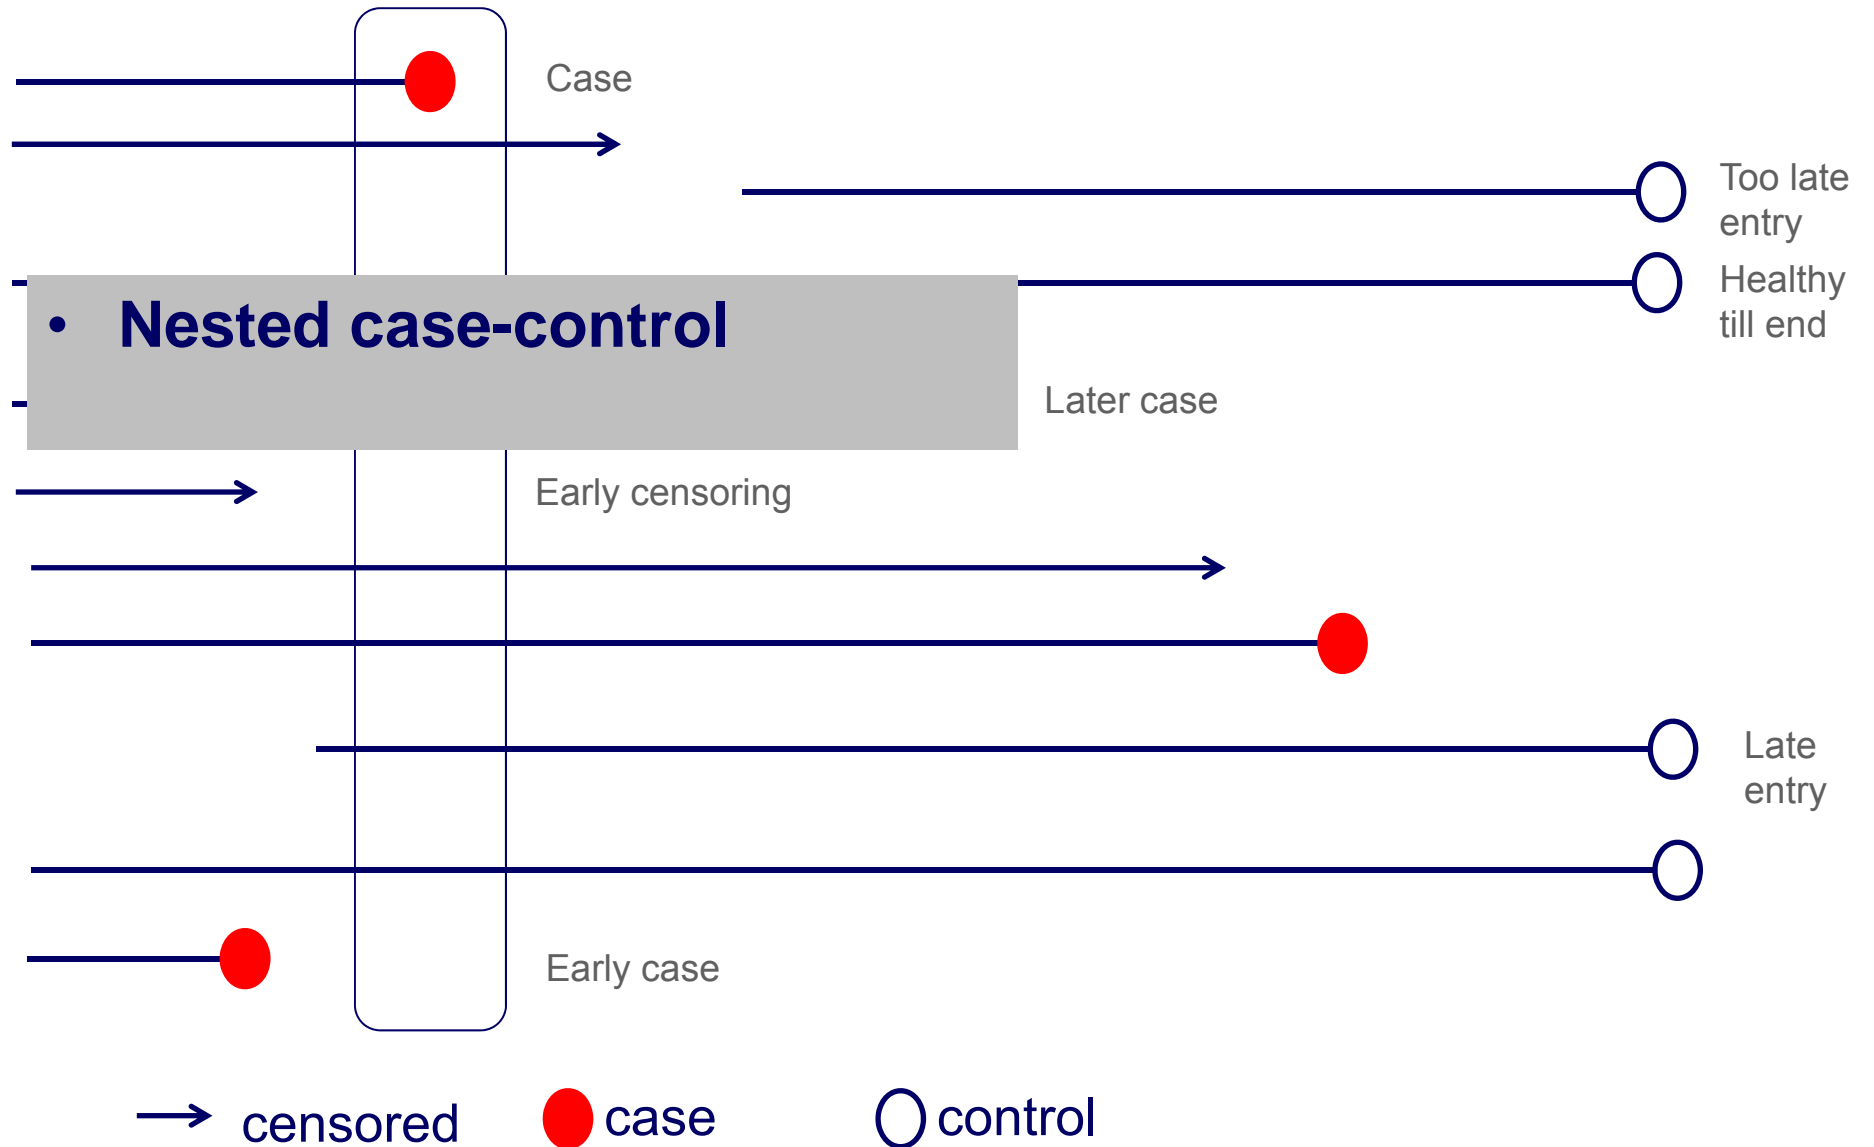 Case
Too late
entry
Healthy
till end
• Nested case-control
Later case
Early censoring
Late
entry
Early case
censored
case
control